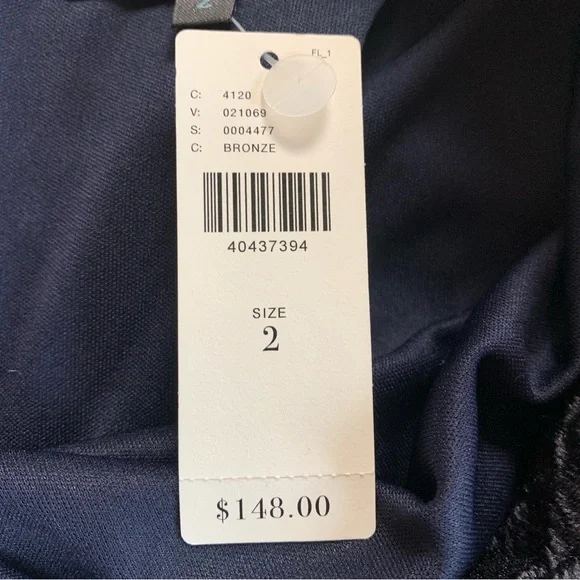 FL_1
C: 4120
V: 021069
S: 0004477
C: BRONZE
40437394
SIZE
2
$148.00